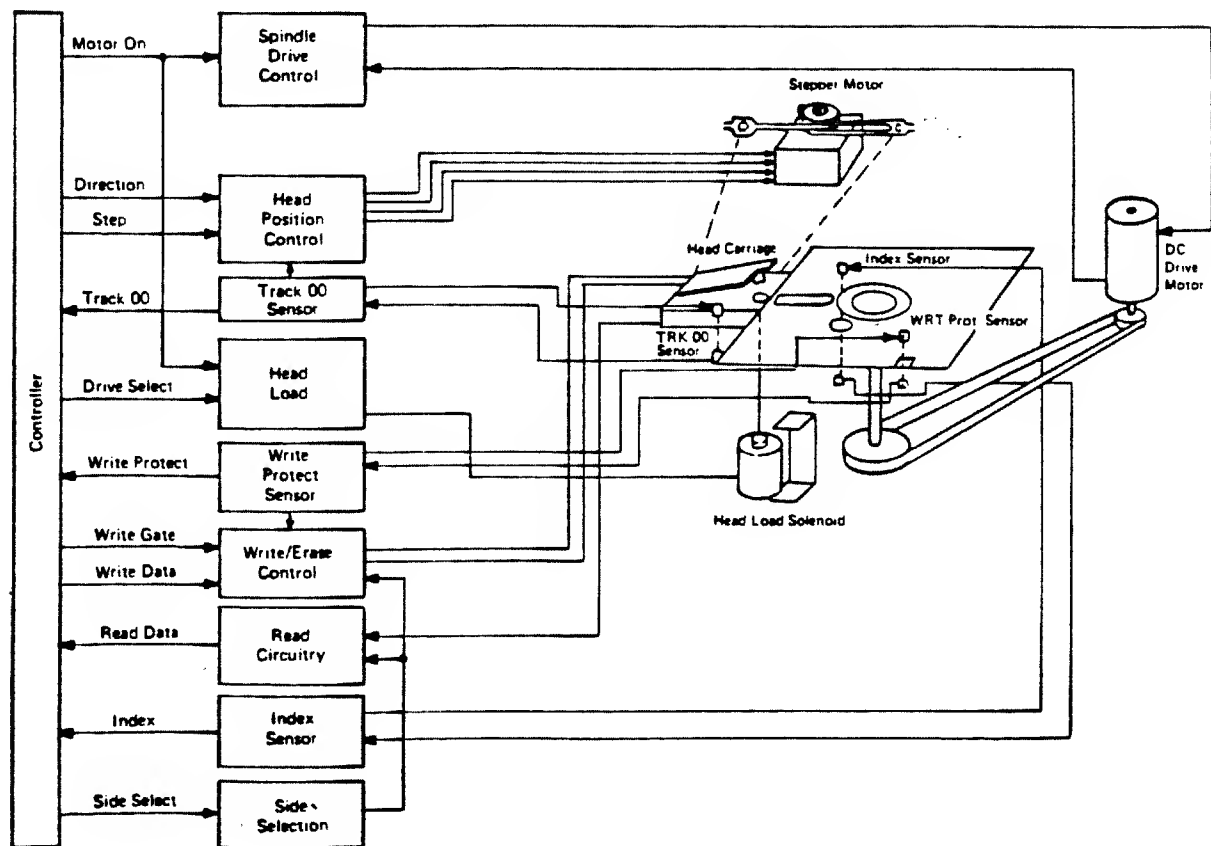 Controller
Motor On
Spindle
Drive
Control
Direction
Step
Head
Position
Control
Track 00
Track 00
Sensor
Drive Select
Head
Load
Write Protect
Write
Protect
Sensor
Write Gate
Write Data
Write/Erase
Control
Read Data
Read
Circuitry
Index
Index
Sensor
Side Select
Side
Selection
Stepper Motor
Head Carriage
Index Sensor
TRK 00
Sensor
WRT Prot Sensor
DC
Drive
Motor
Head Load Solenoid